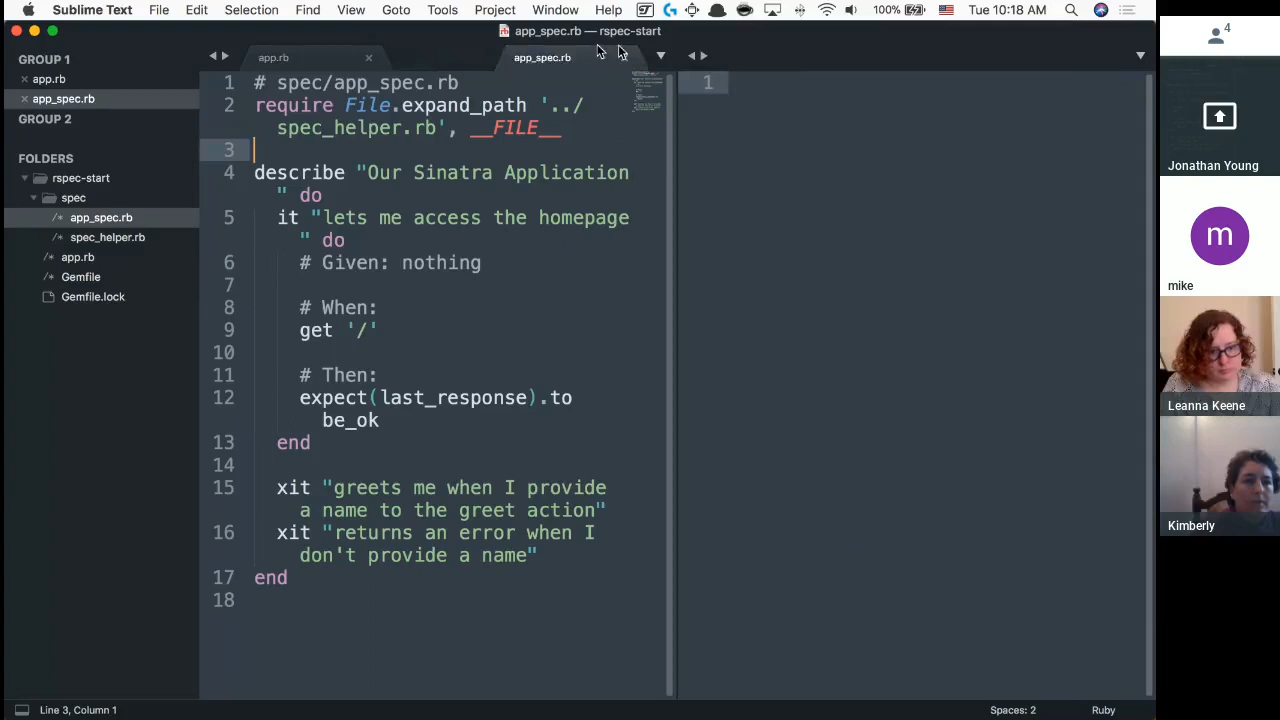 Sublime Text File Edit Selection Find View Goto Tools Project Window Help 100% Tue 10:18 AM
app_spec.rb — rspec-start
4
GROUP 1
app.rb
app_spec.rb
GROUP 2
FOLDERS
rspec-start
spec
/* app_spec.rb
/* spec_helper.rb
/* app.rb
/* Gemfile
Gemfile.lock
app.rb
app_spec.rb
1 # spec/app_spec.rb
2 require File.expand_path '../
spec_helper.rb', __FILE__
3
4 describe "Our Sinatra Application
" do
5 it "lets me access the homepage
" do
6 # Given: nothing
7
8 # When:
9 get '/'
10
11 # Then:
12 expect(last_response).to
be_ok
13 end
14
15 xit "greets me when I provide
a name to the greet action"
16 xit "returns an error when I
don't provide a name"
17 end
18
1
Jonathan Young
m
mike
Leanna Keene
Kimberly
Line 3, Column 1
Spaces: 2
Ruby